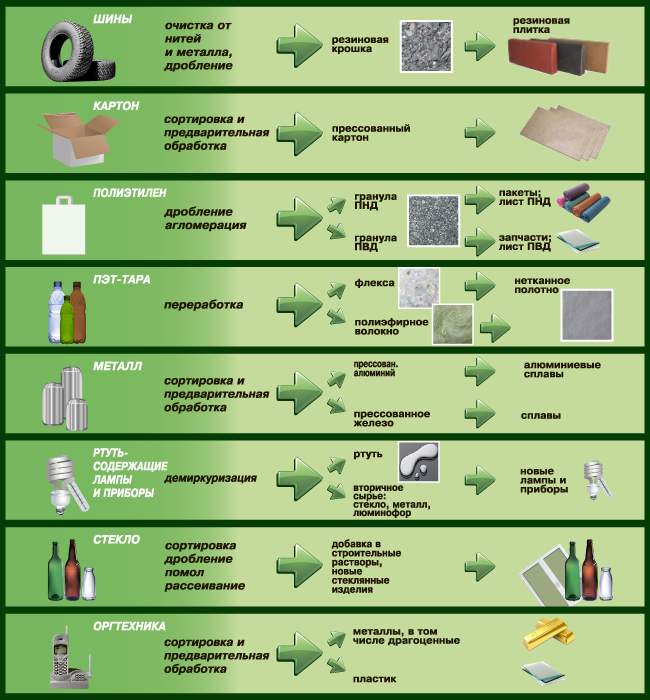 ШИНЫ
очистка от
нитей
и металла,
дробление
резиновая
крошка
резиновая
плитка
КАРТОН
сортировка и
предварительная
обработка
прессованный
картон
ПОЛИЭТИЛЕН
дробление
агломерация
гранула
ПНД
гранула
ПВД
пакеты;
лист ПНД
запчасти;
лист ПВД
ПЭТ-ТАРА
переработка
флекса
полиэфирное
волокно
нетканное
полотно
МЕТАЛЛ
сортировка и
предварительная
обработка
прессован.
алюминий
прессованное
железо
алюминиевые
сплавы
сплавы
РТУТЬ-
СОДЕРЖАЩИЕ
ЛАМПЫ
И ПРИБОРЫ
демиркуризация
ртуть
вторичное
сырье:
стекло, металл,
люминофор
новые
лампы и
приборы
СТЕКЛО
сортировка
дробление
помол
рассеивание
добавка в
строительные
растворы,
новые
стеклянные
изделия
ОРГТЕХНИКА
сортировка и
предварительная
обработка
металлы, в том
числе драгоценные
пластик